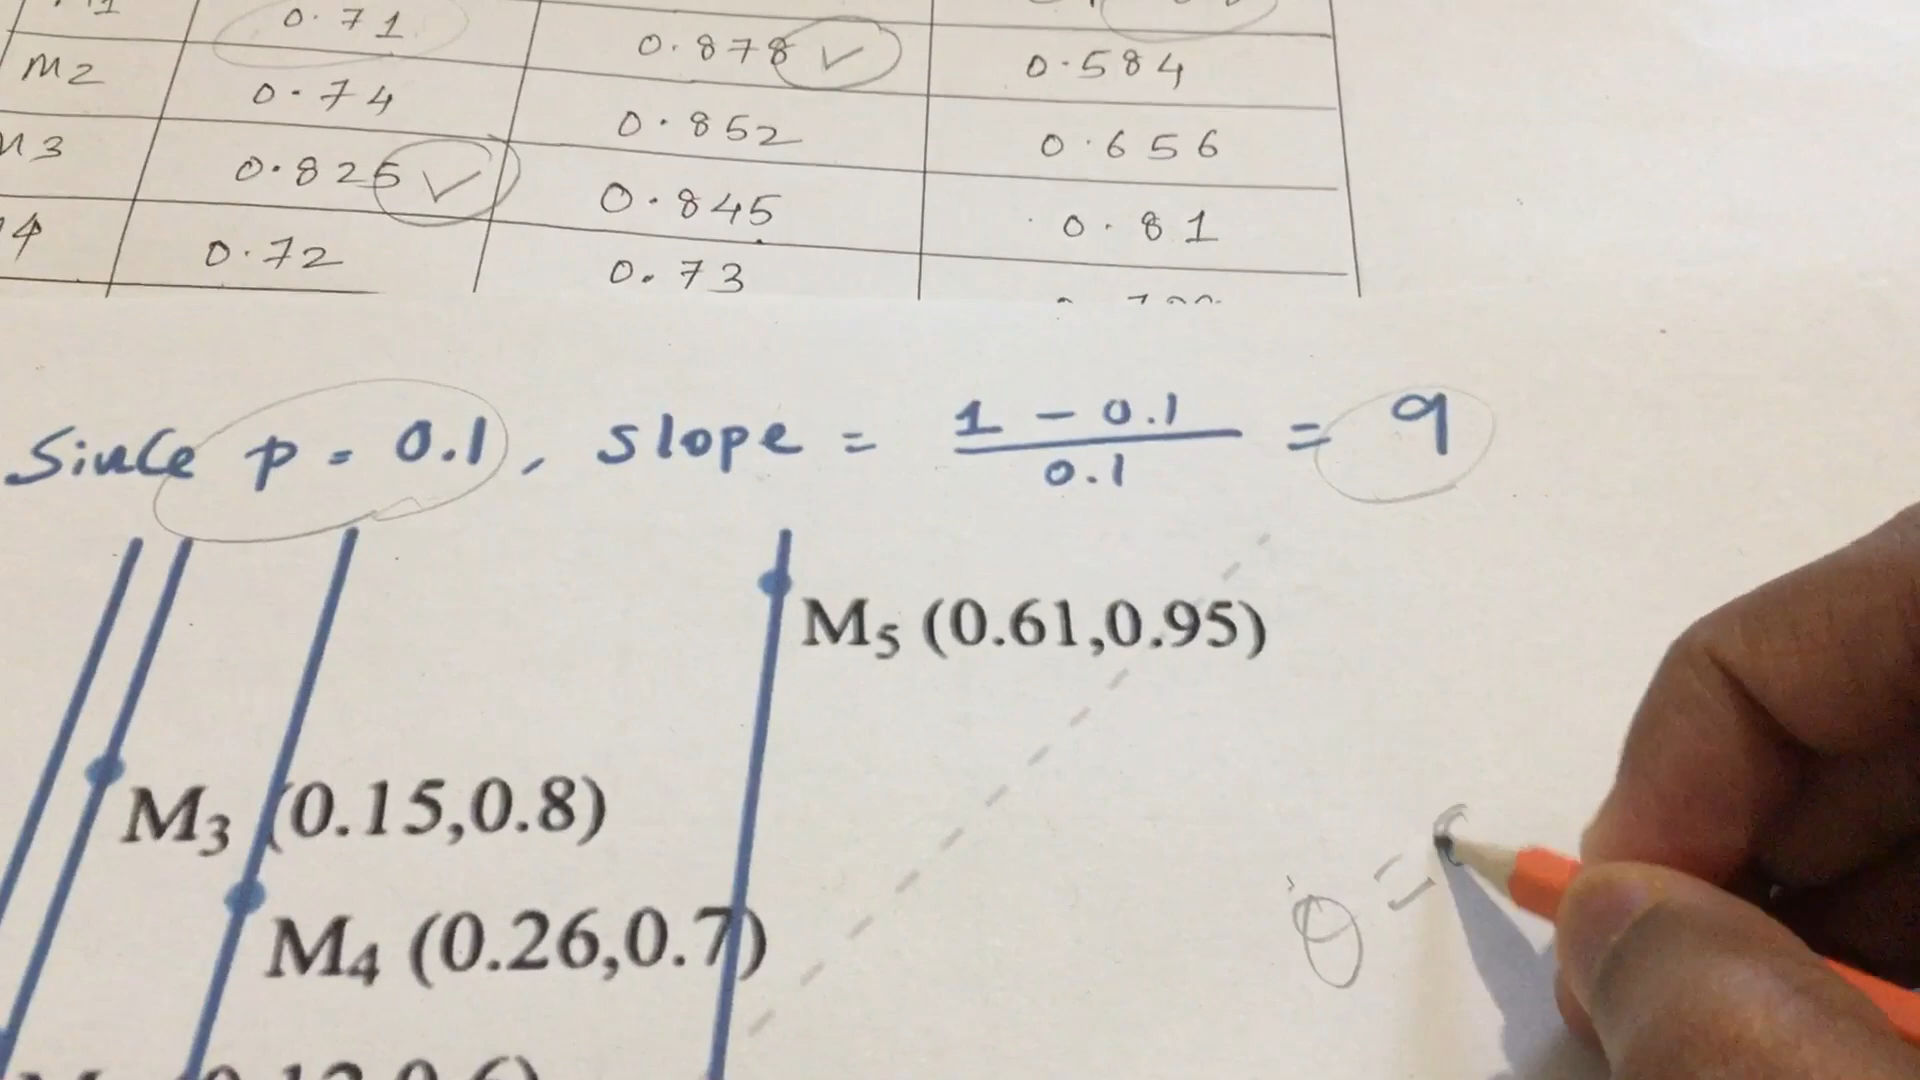 0.71 0.878 0.584
M2 0.74 0.852 0.656
M3 0.825 ✓ 0.845 0.81
4 0.72 0.73
Since p = 0.1, slope = 1 - 0.1 / 0.1 = 9
M5 (0.61,0.95)
M3 (0.15,0.8)
M4 (0.26,0.7)
θ =